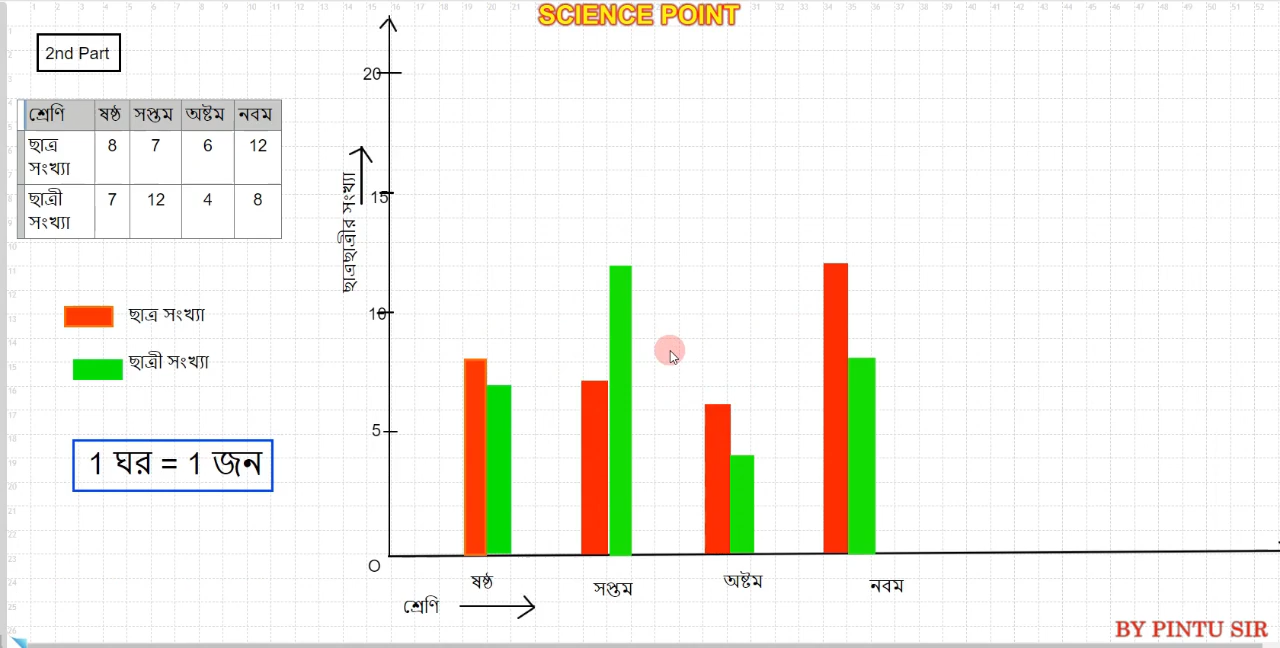 SCIENCE POINT
2nd Part
শ্রেণি ষষ্ঠ সপ্তম অষ্টম নবম
ছাত্র সংখ্যা 8 7 6 12
ছাত্রী সংখ্যা 7 12 4 8
ছাত্র সংখ্যা
ছাত্রী সংখ্যা
1 ঘর = 1 জন
20
15
10
5
O
ছাত্রছাত্রীর সংখ্যা
ষষ্ঠ সপ্তম অষ্টম নবম
শ্রেণি
BY PINTU SIR